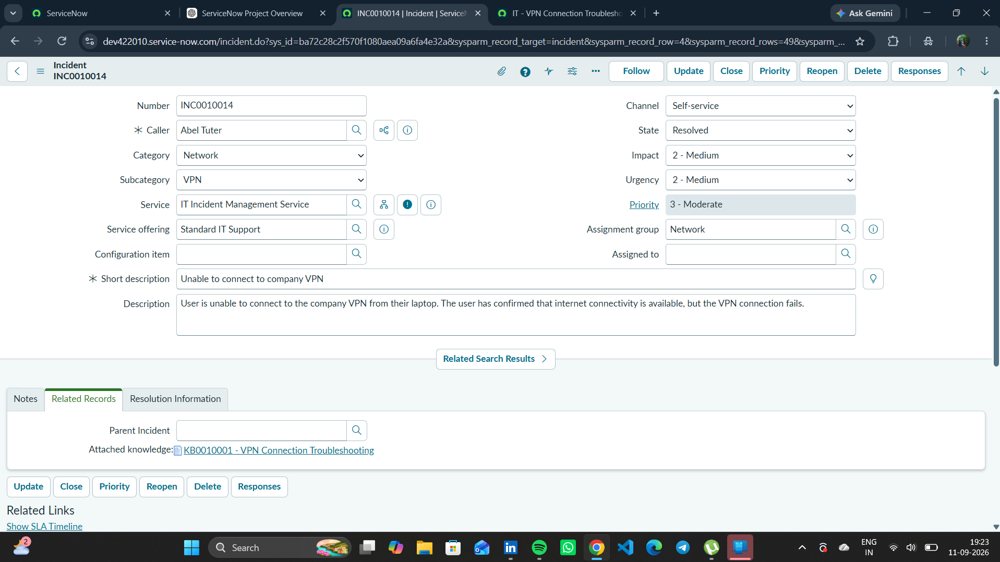 ServiceNow
ServiceNow Project Overview
INC0010014 | Incident | Service
IT - VPN Connection Troublesho
Ask Gemini
dev422010.service-now.com/incident.do?sys_id=ba72c28c2f570f1080aea09a6fa4e32a&sysparm_record_target=incident&sysparm_record_row=4&sysparm_record_rows=49&sysparm_...
Incident
INC0010014
Follow
Update
Close
Priority
Reopen
Delete
Responses
Number
INC0010014
Channel
Self-service
Caller
Abel Tuter
State
Resolved
Category
Network
Impact
2 - Medium
Subcategory
VPN
Urgency
2 - Medium
Service
IT Incident Management Service
Priority
3 - Moderate
Service offering
Standard IT Support
Assignment group
Network
Configuration item
Assigned to
Short description
Unable to connect to company VPN
Description
User is unable to connect to the company VPN from their laptop. The user has confirmed that internet connectivity is available, but the VPN connection fails.
Related Search Results
Notes
Related Records
Resolution Information
Parent Incident
Attached knowledge:
KB0010001 - VPN Connection Troubleshooting
Update
Close
Priority
Reopen
Delete
Responses
Related Links
Show SLA Timeline
2
Search
ENG
IN
19:23
11-09-2026